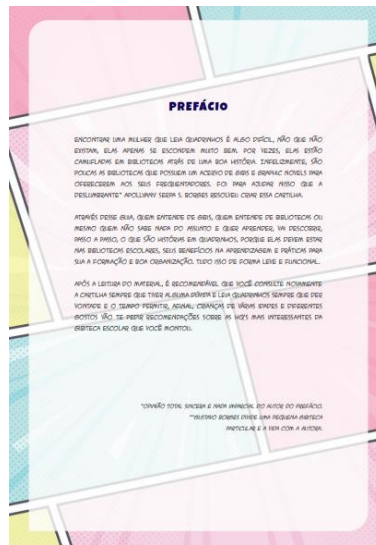 PREFÁCIO
ENCONTRAR UMA MULHER QUE LEIA QUADRINHOS É ALGO DIFÍCIL, NÃO QUE NÃO
EXISTAM, ELAS APENAS SE ESCONDEM MUITO BEM. POR VEZES, ELAS ESTÃO
CAMUFLADAS EM BIBLIOTECAS ATRÁS DE UMA BOA HISTÓRIA. INFELIZMENTE, SÃO
POUCAS AS BIBLIOTECAS QUE POSSUEM UM ACERVO DE GIBIS E GRAPHIC NOVELS PARA
OFERECEREM AOS SEUS FREQUENTADORES. FOI PARA AJUDAR NISSO QUE A
DESLUMBRANTE* APOLLIANY SERPA S. BORGES RESOLVEU CRIAR ESSA CARTILHA.
ATRAVÉS DESSE GUIA, QUEM ENTENDE DE GIBIS, QUEM ENTENDE DE BIBLIOTECAS OU
MESMO QUEM NÃO SABE NADA DO ASSUNTO E QUER APRENDER, VAI DESCOBRIR,
PASSO A PASSO, O QUE SÃO HISTÓRIAS EM QUADRINHOS, PORQUE ELAS DEVEM ESTAR
NAS BIBLIOTECAS ESCOLARES, SEUS BENEFÍCIOS NA APRENDIZAGEM E PRÁTICAS PARA
SUA A FORMAÇÃO E BOA ORGANIZAÇÃO. TUDO ISSO DE FORMA LEVE E FUNCIONAL.
APÓS A LEITURA DO MATERIAL, É RECOMENDÁVEL QUE VOCÊ CONSULTE NOVAMENTE
A CARTILHA SEMPRE QUE TIVER ALGUMA DÚVIDA E LEIA QUADRINHOS SEMPRE QUE DER
VONTADE E O TEMPO PERMITIR, AFINAL, CRIANÇAS DE VÁRIAS IDADES E DIFERENTES
GOSTOS VÃO TE PEDIR RECOMENDAÇÕES SOBRE AS HQ'S MAIS INTERESSANTES DA
GIBITECA ESCOLAR QUE VOCÊ MONTOU.
*OPINIÃO TOTAL SINCERA E NADA IMPARCIAL DO AUTOR DO PREFÁCIO.
**GUSTAVO BORGES DIVIDE UMA PEQUENA GIBITECA
PARTICULAR E A VIDA COM A AUTORA.